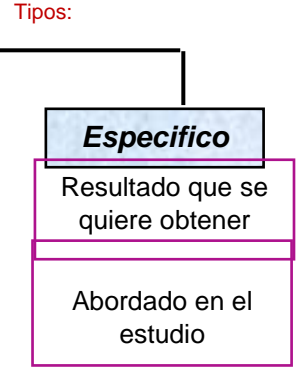 Tipos:
Especifico
Resultado que se
quiere obtener
Abordado en el
estudio